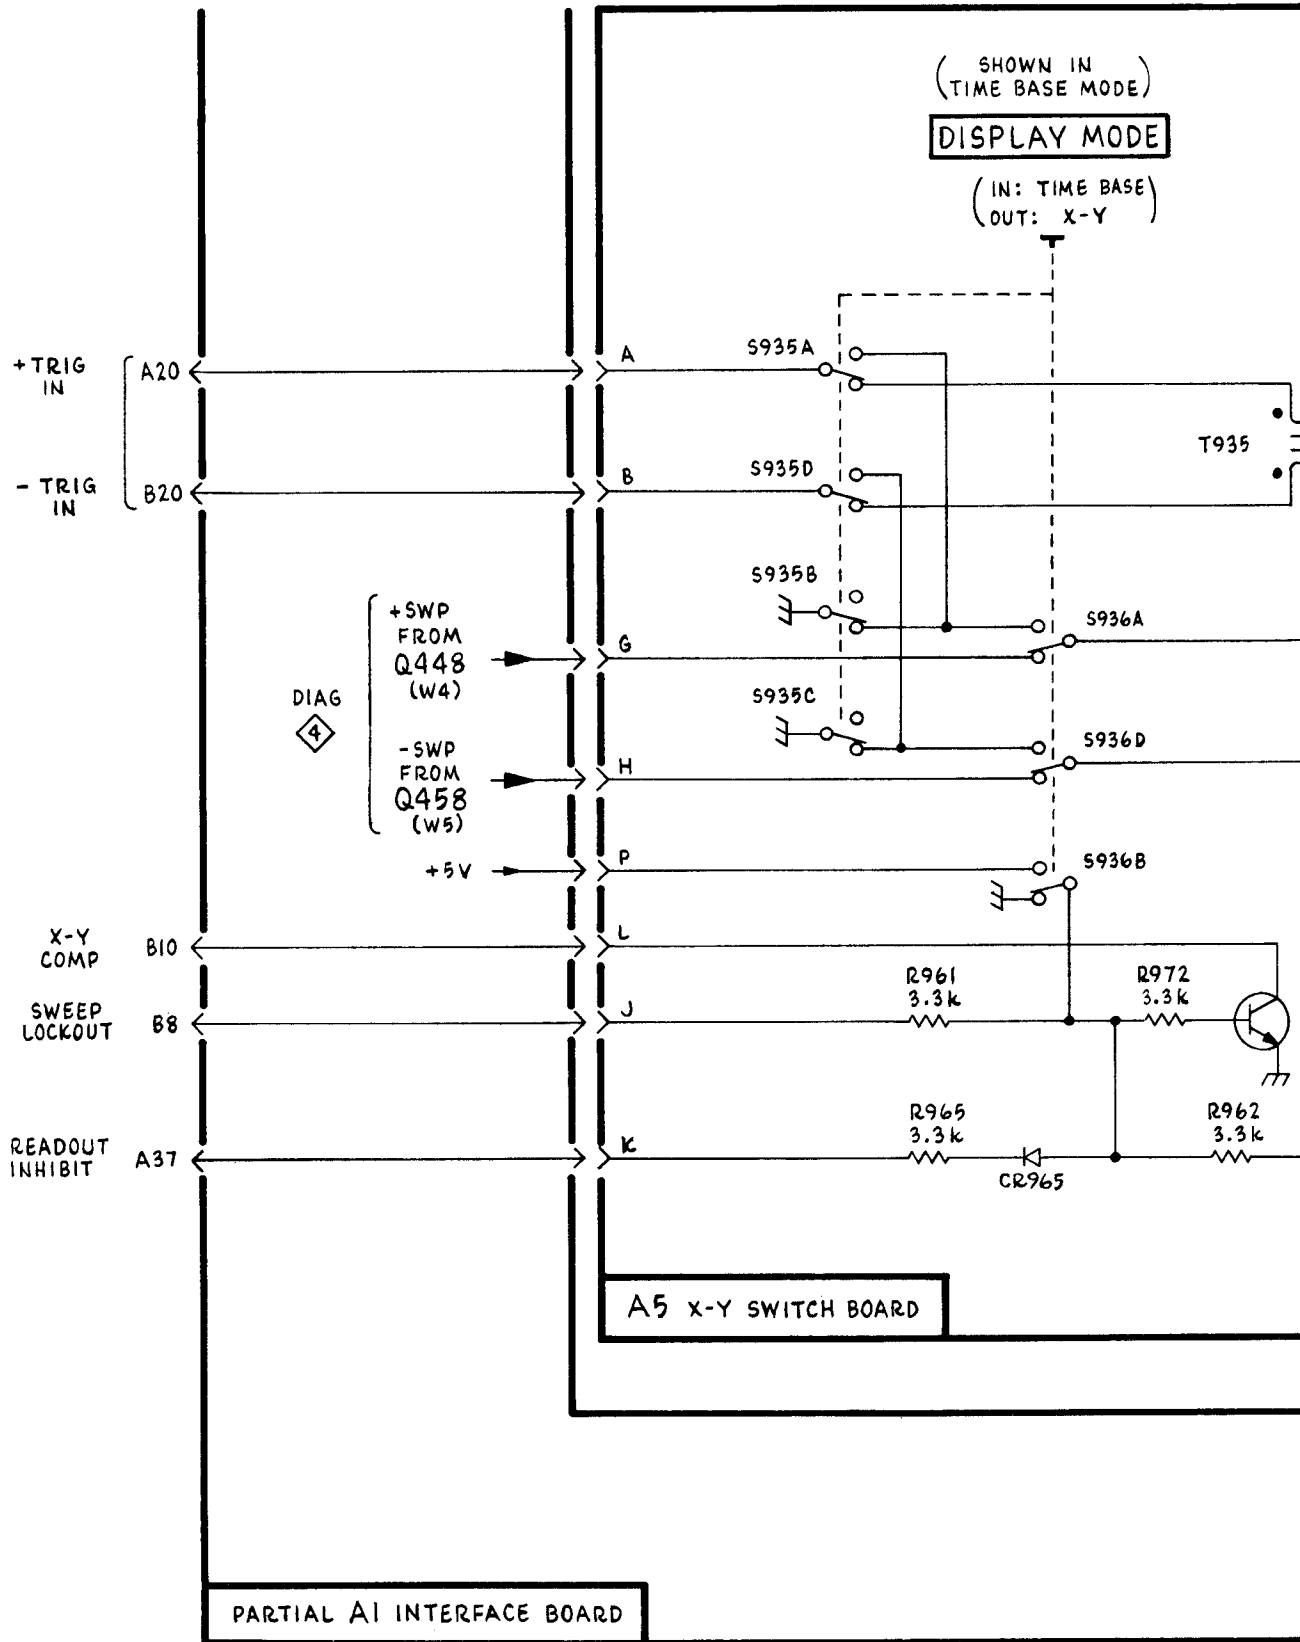 (SHOWN IN
TIME BASE MODE)
DISPLAY MODE
(IN: TIME BASE
OUT: X-Y)
+TRIG
IN
A20
A
S935A
T935
- TRIG
IN
B20
B
S935D
S935B
+SWP
FROM
Q448
(W4)
G
S936A
DIAG
4
S935C
-SWP
FROM
Q458
(W5)
H
S936D
+5V
P
S936B
X-Y
COMP
B10
L
SWEEP
LOCKOUT
B8
J
R961
3.3k
R972
3.3k
READOUT
INHIBIT
A37
K
R965
3.3k
CR965
R962
3.3k
A5 X-Y SWITCH BOARD
PARTIAL A1 INTERFACE BOARD